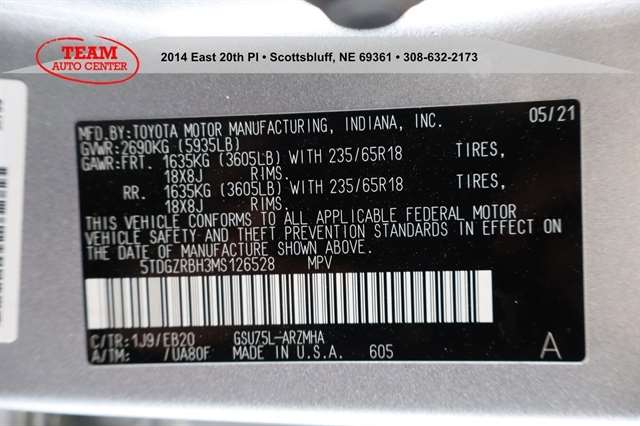 TEAM
AUTO CENTER
2014 East 20th Pl • Scottsbluff, NE 69361 • 308-632-2173
MFD.BY:TOYOTA MOTOR MANUFACTURING, INDIANA, INC. 05/21
GVWR:2690KG (5935LB)
GAWR:FRT. 1635KG (3605LB) WITH 235/65R18 TIRES,
18X8J RIMS.
RR. 1635KG (3605LB) WITH 235/65R18 TIRES,
18X8J RIMS.
THIS VEHICLE CONFORMS TO ALL APPLICABLE FEDERAL MOTOR
VEHICLE SAFETY AND THEFT PREVENTION STANDARDS IN EFFECT ON
THE DATE OF MANUFACTURE SHOWN ABOVE.
5TDGZRBH3MS126528 MPV
C/TR:1J9/EB20 GSU75L-ARZMHA
A/TM: /UA80F MADE IN U.S.A. 605 A